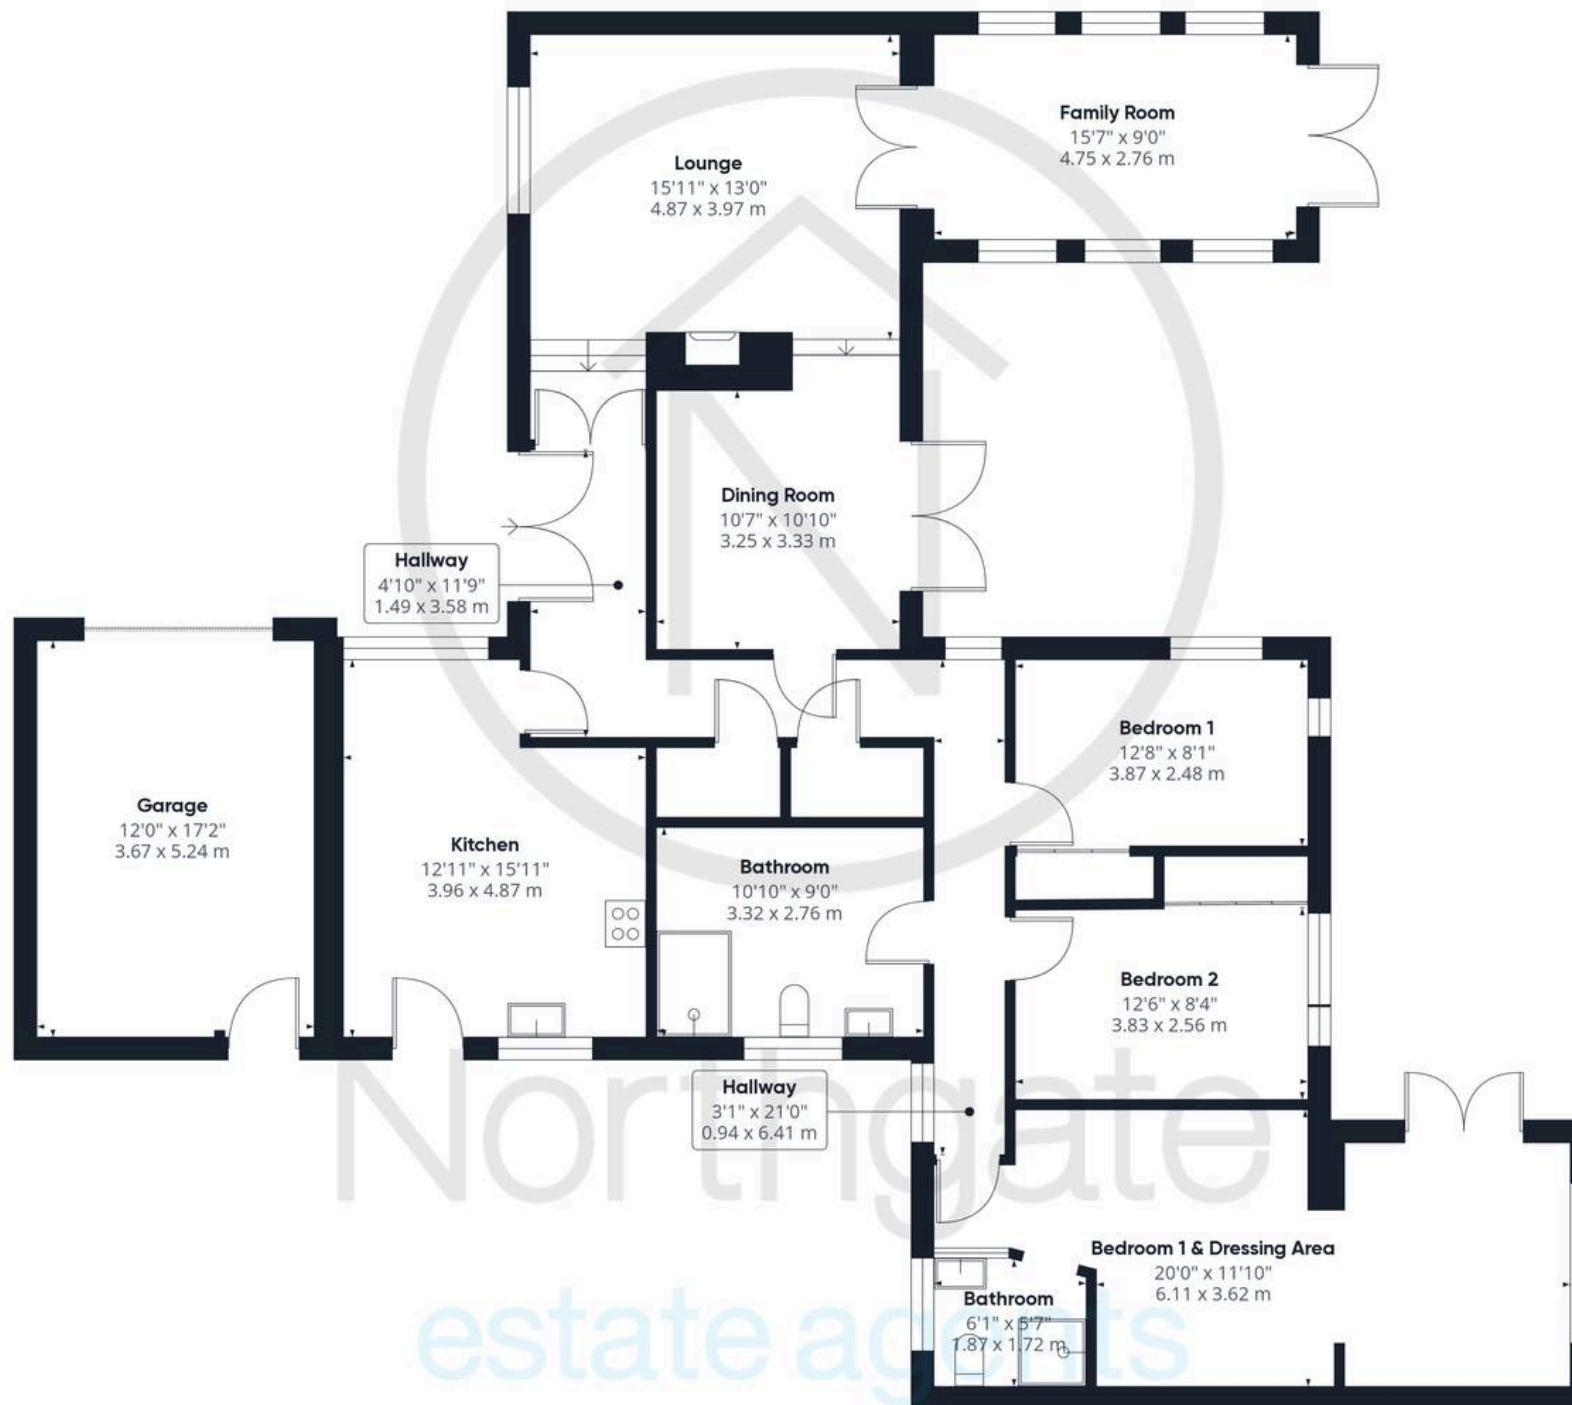 Family Room
15'7" x 9'0"
4.75 x 2.76 m
Lounge
15'11" x 13'0"
4.87 x 3.97 m
Dining Room
10'7" x 10'10"
3.25 x 3.33 m
Hallway
4'10" x 11'9"
1.49 x 3.58 m
Bedroom 1
12'8" x 8'1"
3.87 x 2.48 m
Garage
12'0" x 17'2"
3.67 x 5.24 m
Kitchen
12'11" x 15'11"
3.96 x 4.87 m
Bathroom
10'10" x 9'0"
3.32 x 2.76 m
Bedroom 2
12'6" x 8'4"
3.83 x 2.56 m
Hallway
3'1" x 21'0"
0.94 x 6.41 m
Northgate
Bedroom 1 & Dressing Area
20'0" x 11'10"
6.11 x 3.62 m
Bathroom
6'1" x 5'7"
1.87 x 1.72 m
estate agents